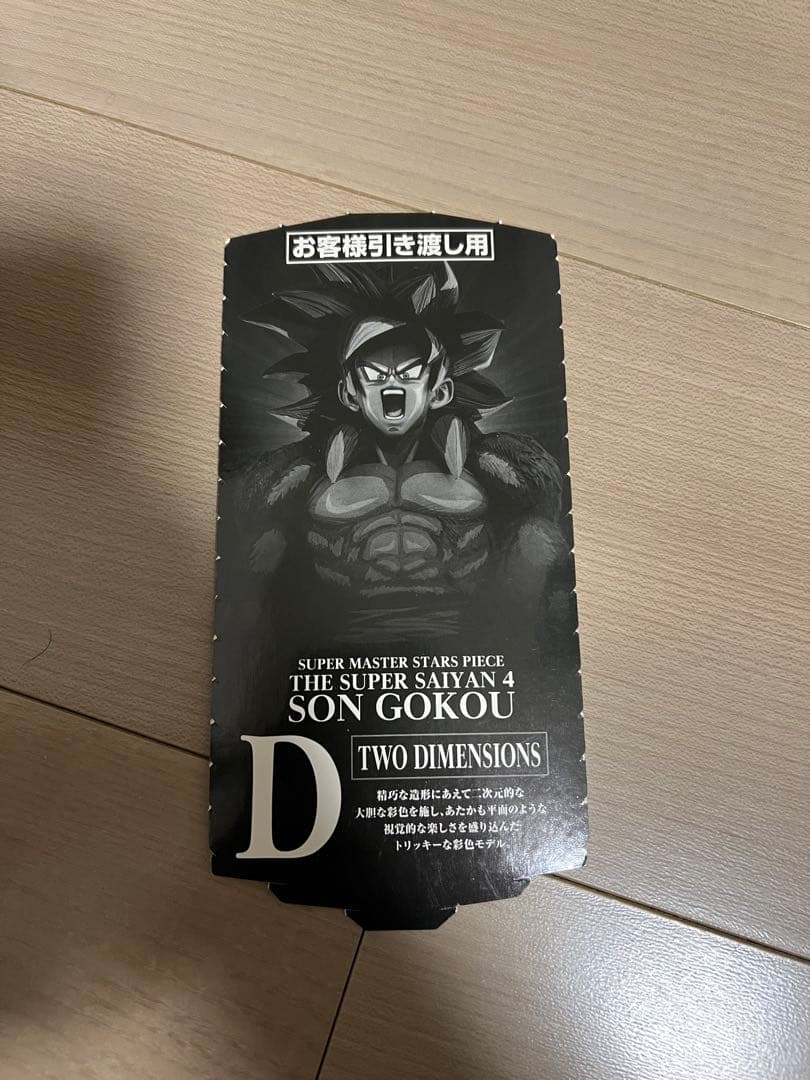 お客様引き渡し用
SUPER MASTER STARS PIECE
THE SUPER SAIYAN 4
SON GOKOU
D
TWO DIMENSIONS
精巧な造形にあえて二次元的な
大胆な彩色を施し、あたかも平面のような
視覚的な楽しさを盛り込んだ
トリッキーな彩色モデル